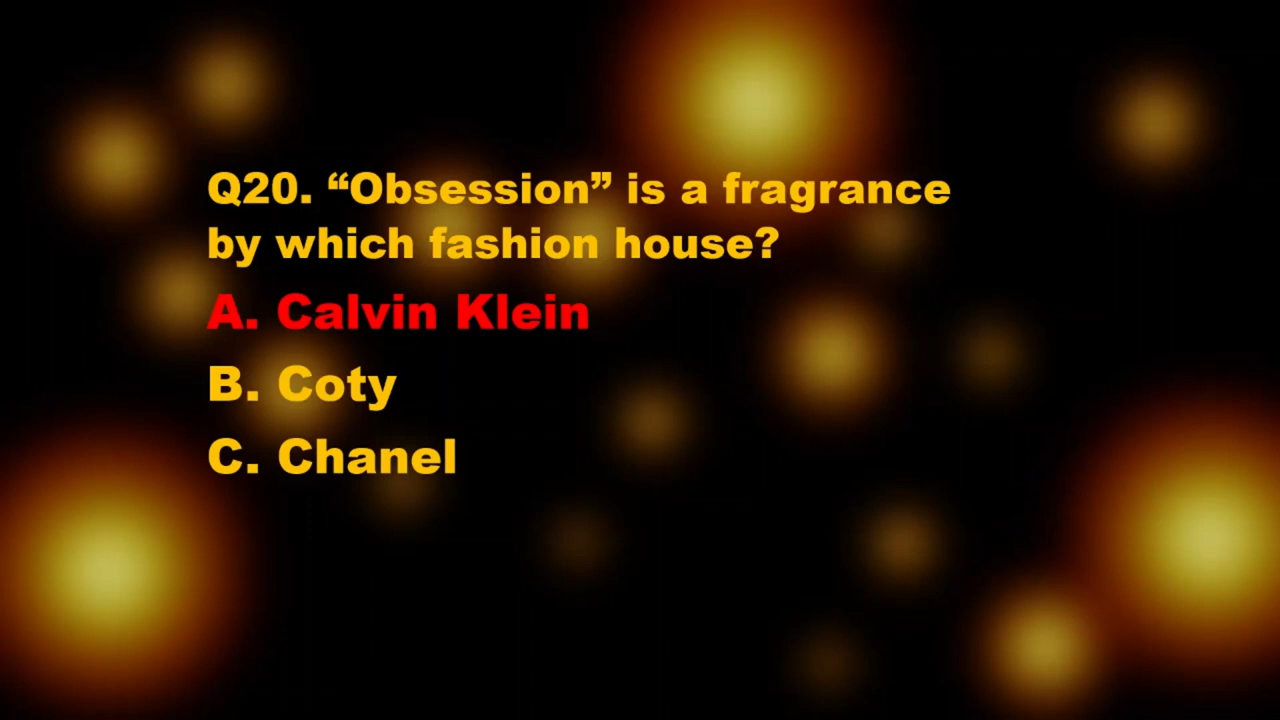 Q20. “Obsession” is a fragrance
by which fashion house?
A. Calvin Klein
B. Coty
C. Chanel